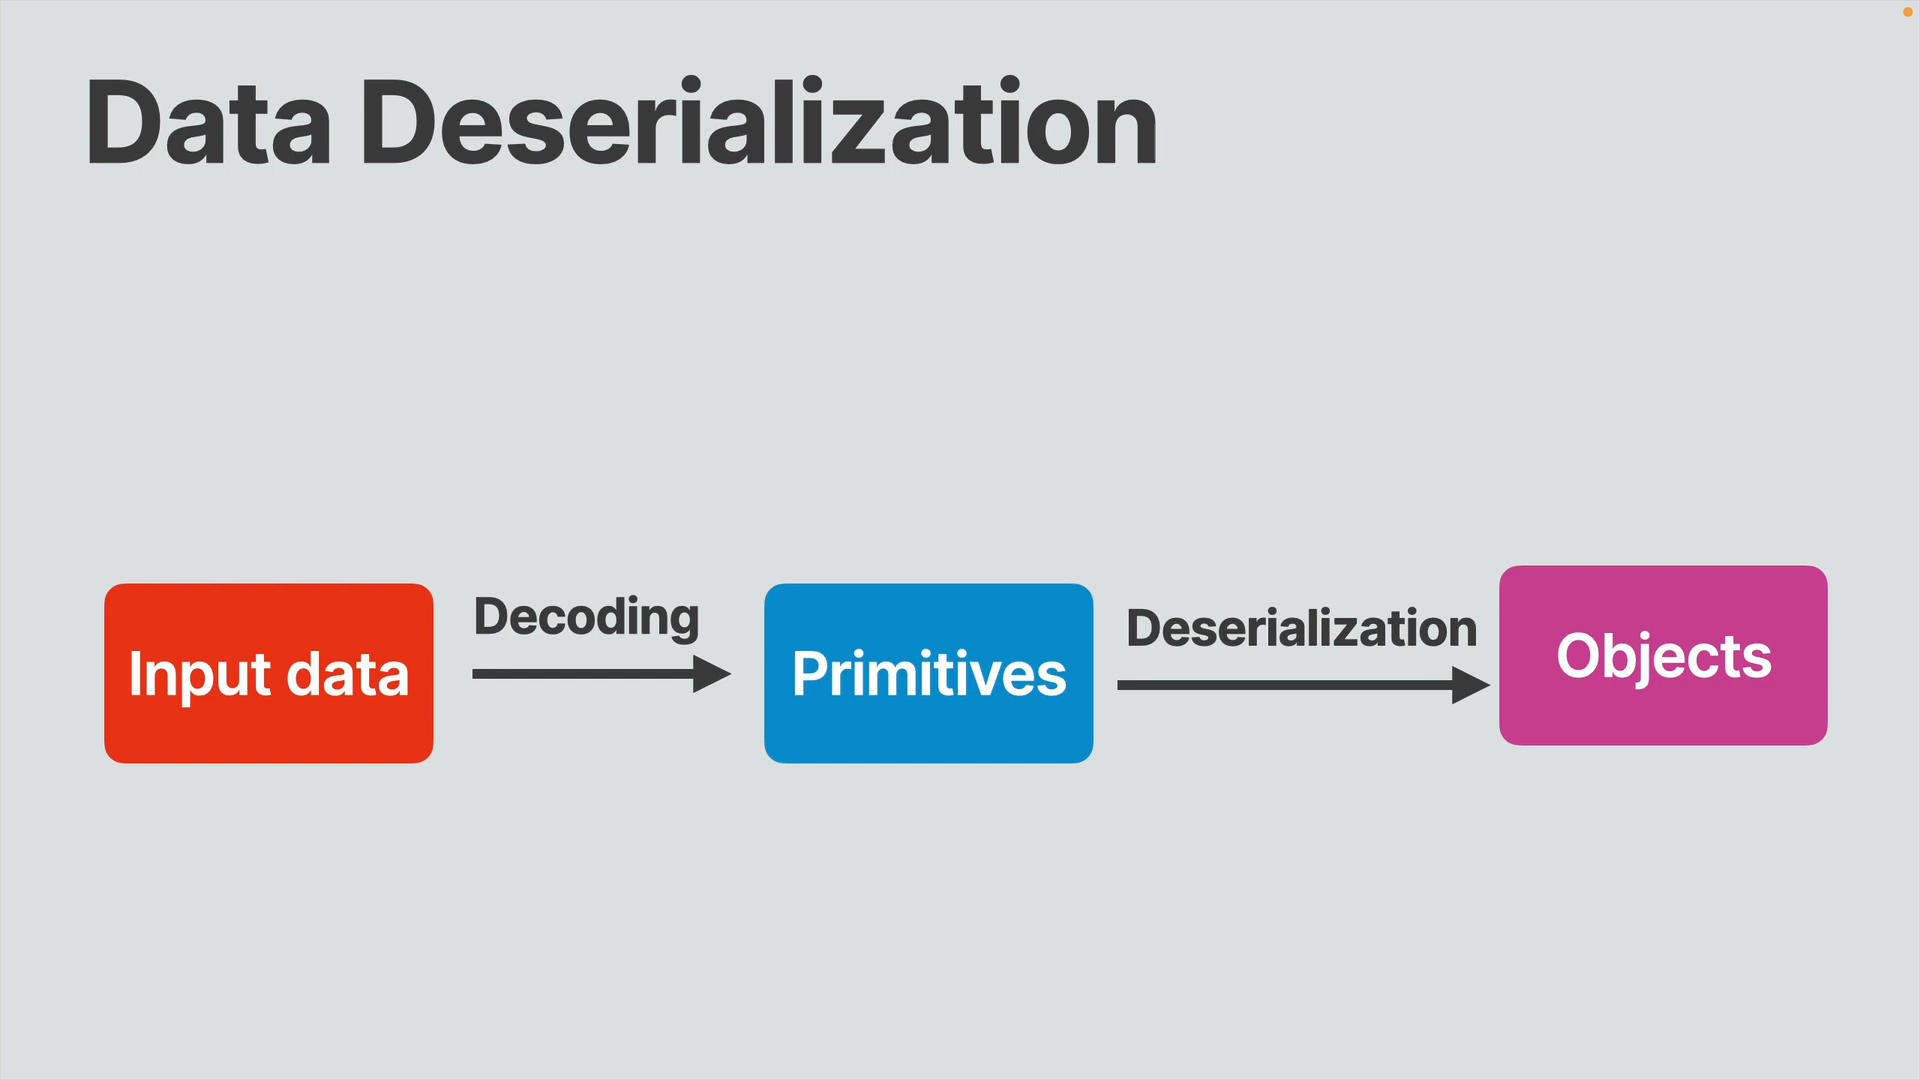 Data Deserialization
Input data
Decoding
Primitives
Deserialization
Objects